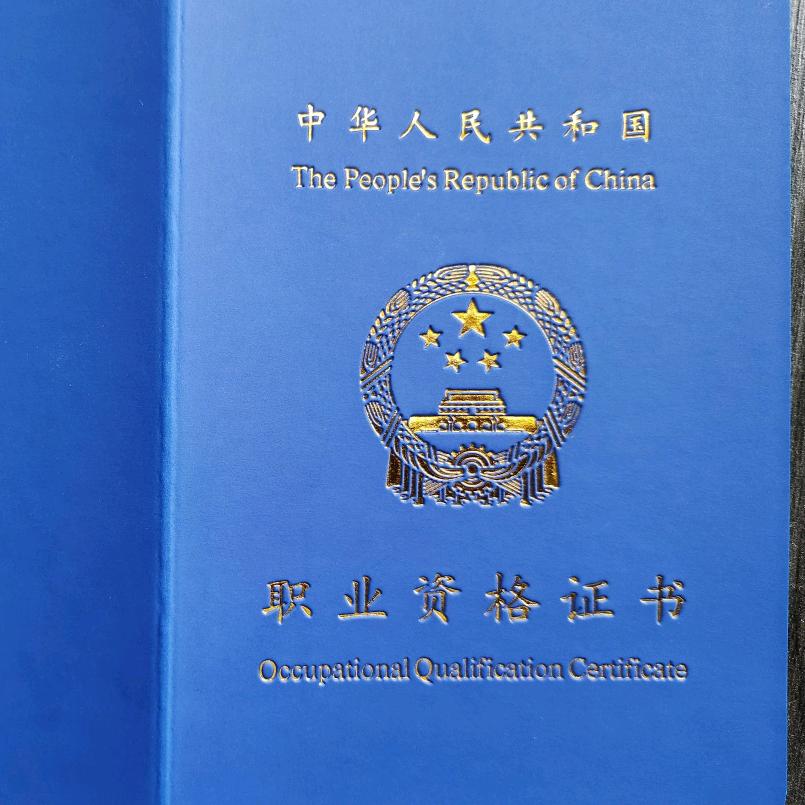 中华人民共和国
The People's Republic of China
职业资格证书
Occupational Qualification Certificate